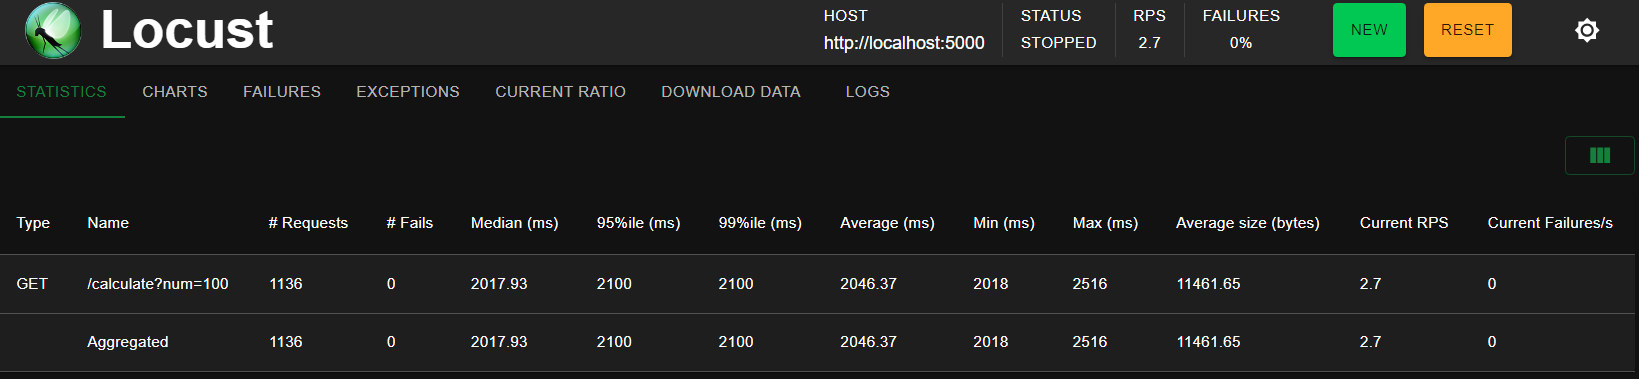 Locust
HOST
http://localhost:5000
STATUS
STOPPED
RPS
2.7
FAILURES
0%
NEW
RESET
STATISTICS CHARTS FAILURES EXCEPTIONS CURRENT RATIO DOWNLOAD DATA LOGS
Type Name # Requests # Fails Median (ms) 95%ile (ms) 99%ile (ms) Average (ms) Min (ms) Max (ms) Average size (bytes) Current RPS Current Failures/s
GET /calculate?num=100 1136 0 2017.93 2100 2100 2046.37 2018 2516 11461.65 2.7 0
Aggregated 1136 0 2017.93 2100 2100 2046.37 2018 2516 11461.65 2.7 0